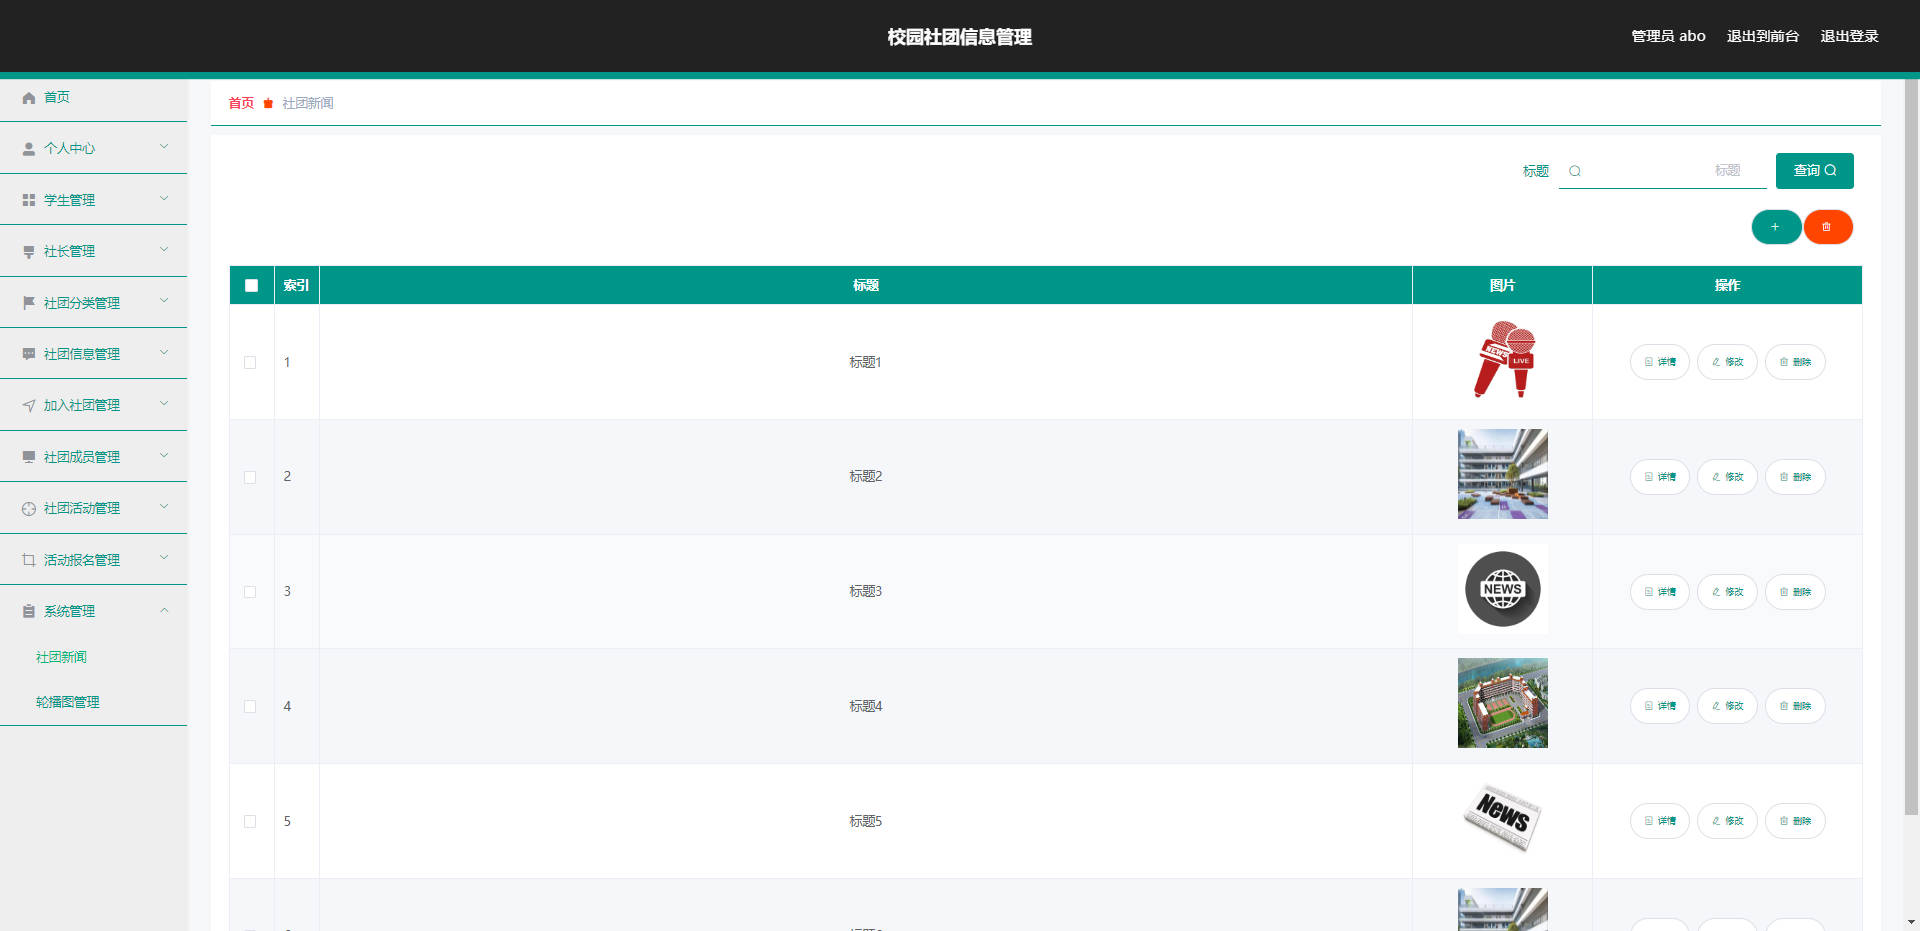 校园社团信息管理
管理员 abo 退出到前台 退出登录
首页
个人中心
学生管理
社长管理
社团分类管理
社团信息管理
加入社团管理
社团成员管理
社团活动管理
活动报名管理
系统管理
社团新闻
轮播图管理
首页 社团新闻
标题 标题 查询
索引 标题 图片 操作
1 标题1 NEWS LIVE 详情 修改 删除
2 标题2 详情 修改 删除
3 标题3 NEWS 详情 修改 删除
4 标题4 详情 修改 删除
5 标题5 News 详情 修改 删除